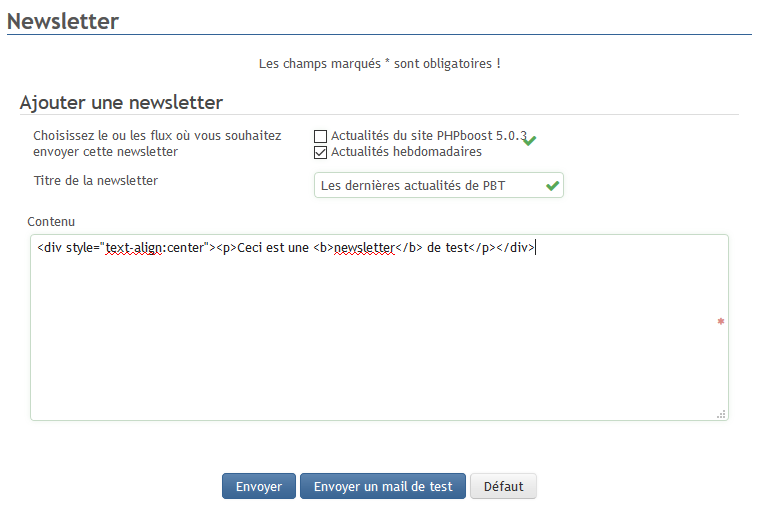 Newsletter
Les champs marqués * sont obligatoires !
Ajouter une newsletter
Choisissez le ou les flux où vous souhaitez
envoyer cette newsletter
Actualités du site PHPboost 5.0.3
Actualités hebdomadaires
Titre de la newsletter
Les dernières actualités de PBT
Contenu
<div style="text-align:center"><p>Ceci est une <b>newsletter</b> de test</p></div>
*
Envoyer
Envoyer un mail de test
Défaut